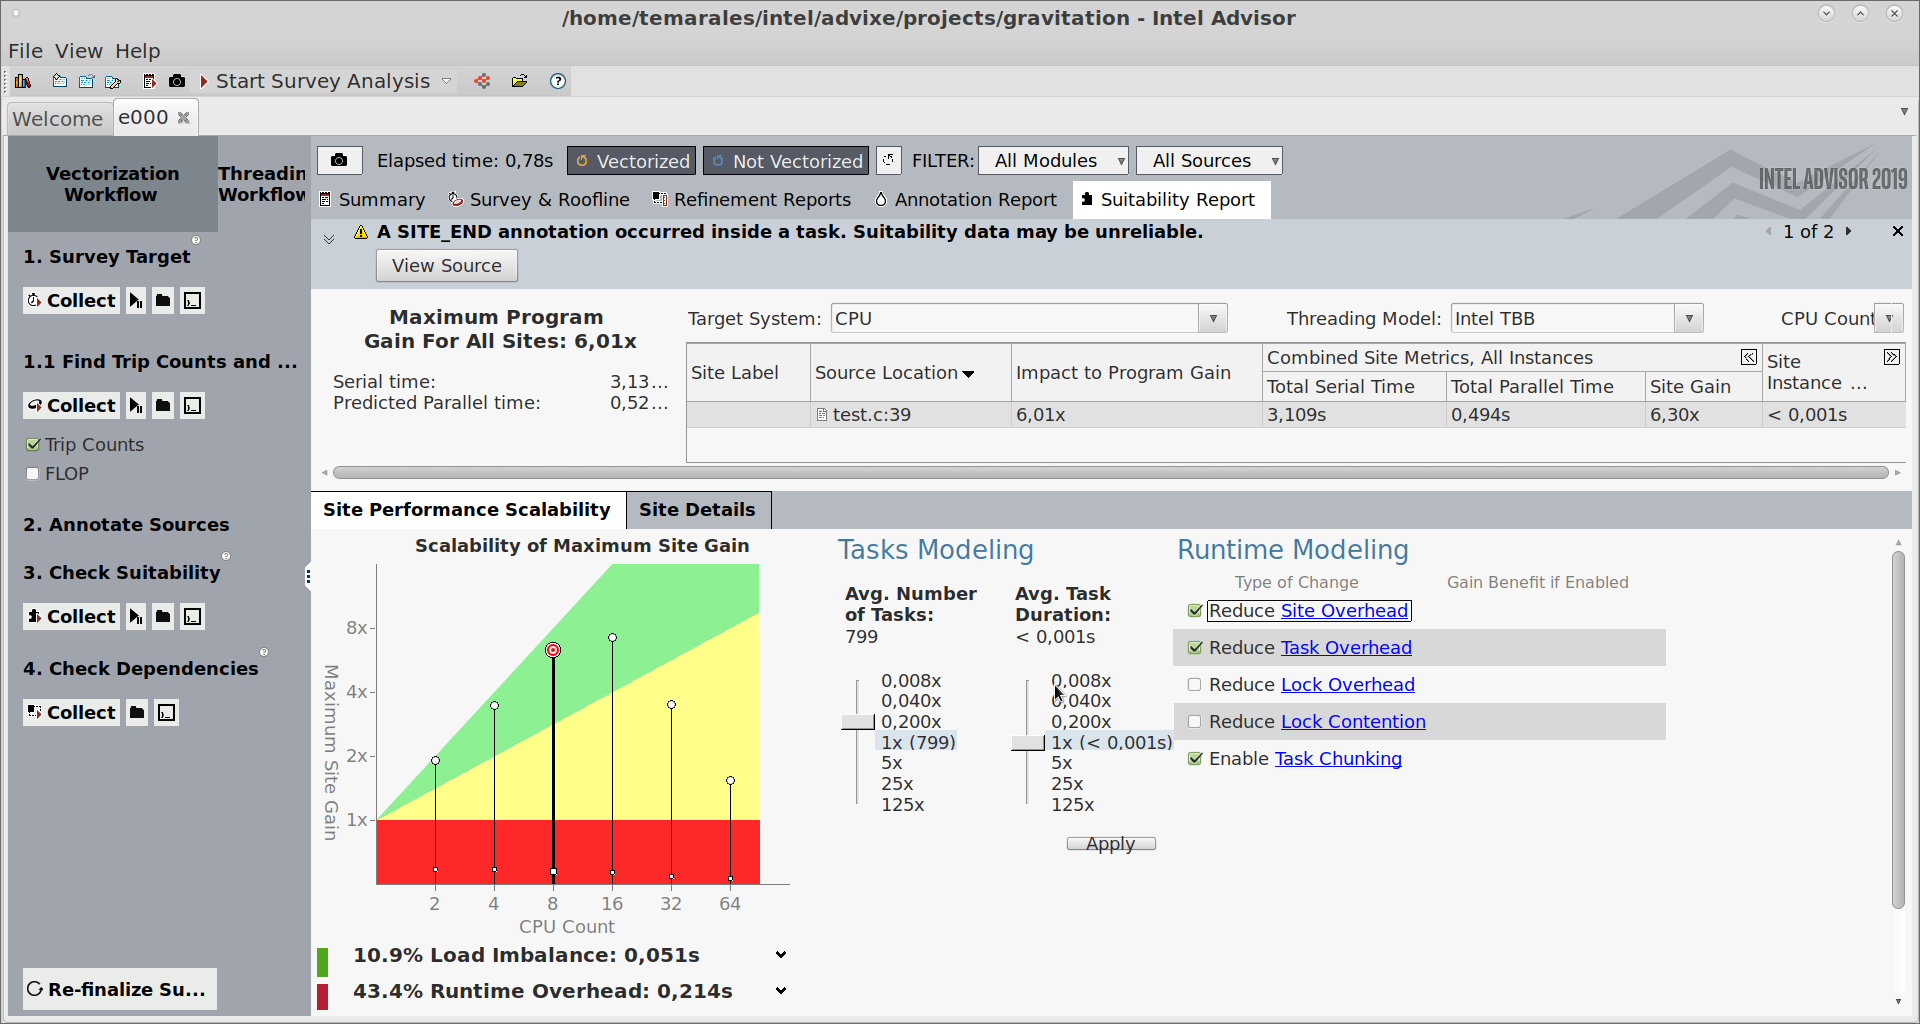 /home/temarales/intel/advixe/projects/gravitation - Intel Advisor
File View Help
Start Survey Analysis
Welcome
e000
Vectorization
Workflow
Threadin
Workflow
1. Survey Target
Collect
1.1 Find Trip Counts and ...
Collect
Trip Counts
FLOP
2. Annotate Sources
3. Check Suitability
Collect
4. Check Dependencies
Collect
Re-finalize Su...
Elapsed time: 0,78s
Vectorized
Not Vectorized
FILTER:
All Modules
All Sources
INTEL ADVISOR 2019
Summary
Survey & Roofline
Refinement Reports
Annotation Report
Suitability Report
A SITE_END annotation occurred inside a task. Suitability data may be unreliable.
1 of 2
View Source
Maximum Program
Gain For All Sites: 6,01x
Serial time: 3,13...
Predicted Parallel time: 0,52...
Target System: CPU
Threading Model: Intel TBB
CPU Count
Site Label
Source Location
Impact to Program Gain
Combined Site Metrics, All Instances
Total Serial Time
Total Parallel Time
Site Gain
Site
Instance ...
test.c:39
6,01x
3,109s
0,494s
6,30x
< 0,001s
Site Performance Scalability
Site Details
Scalability of Maximum Site Gain
Maximum Site Gain
8x
4x
2x
1x
2 4 8 16 32 64
CPU Count
10.9% Load Imbalance: 0,051s
43.4% Runtime Overhead: 0,214s
Tasks Modeling
Avg. Number
of Tasks:
799
0,008x
0,040x
0,200x
1x (799)
5x
25x
125x
Avg. Task
Duration:
< 0,001s
0,008x
0,040x
0,200x
1x (< 0,001s)
5x
25x
125x
Apply
Runtime Modeling
Type of Change
Gain Benefit if Enabled
Reduce Site Overhead
Reduce Task Overhead
Reduce Lock Overhead
Reduce Lock Contention
Enable Task Chunking